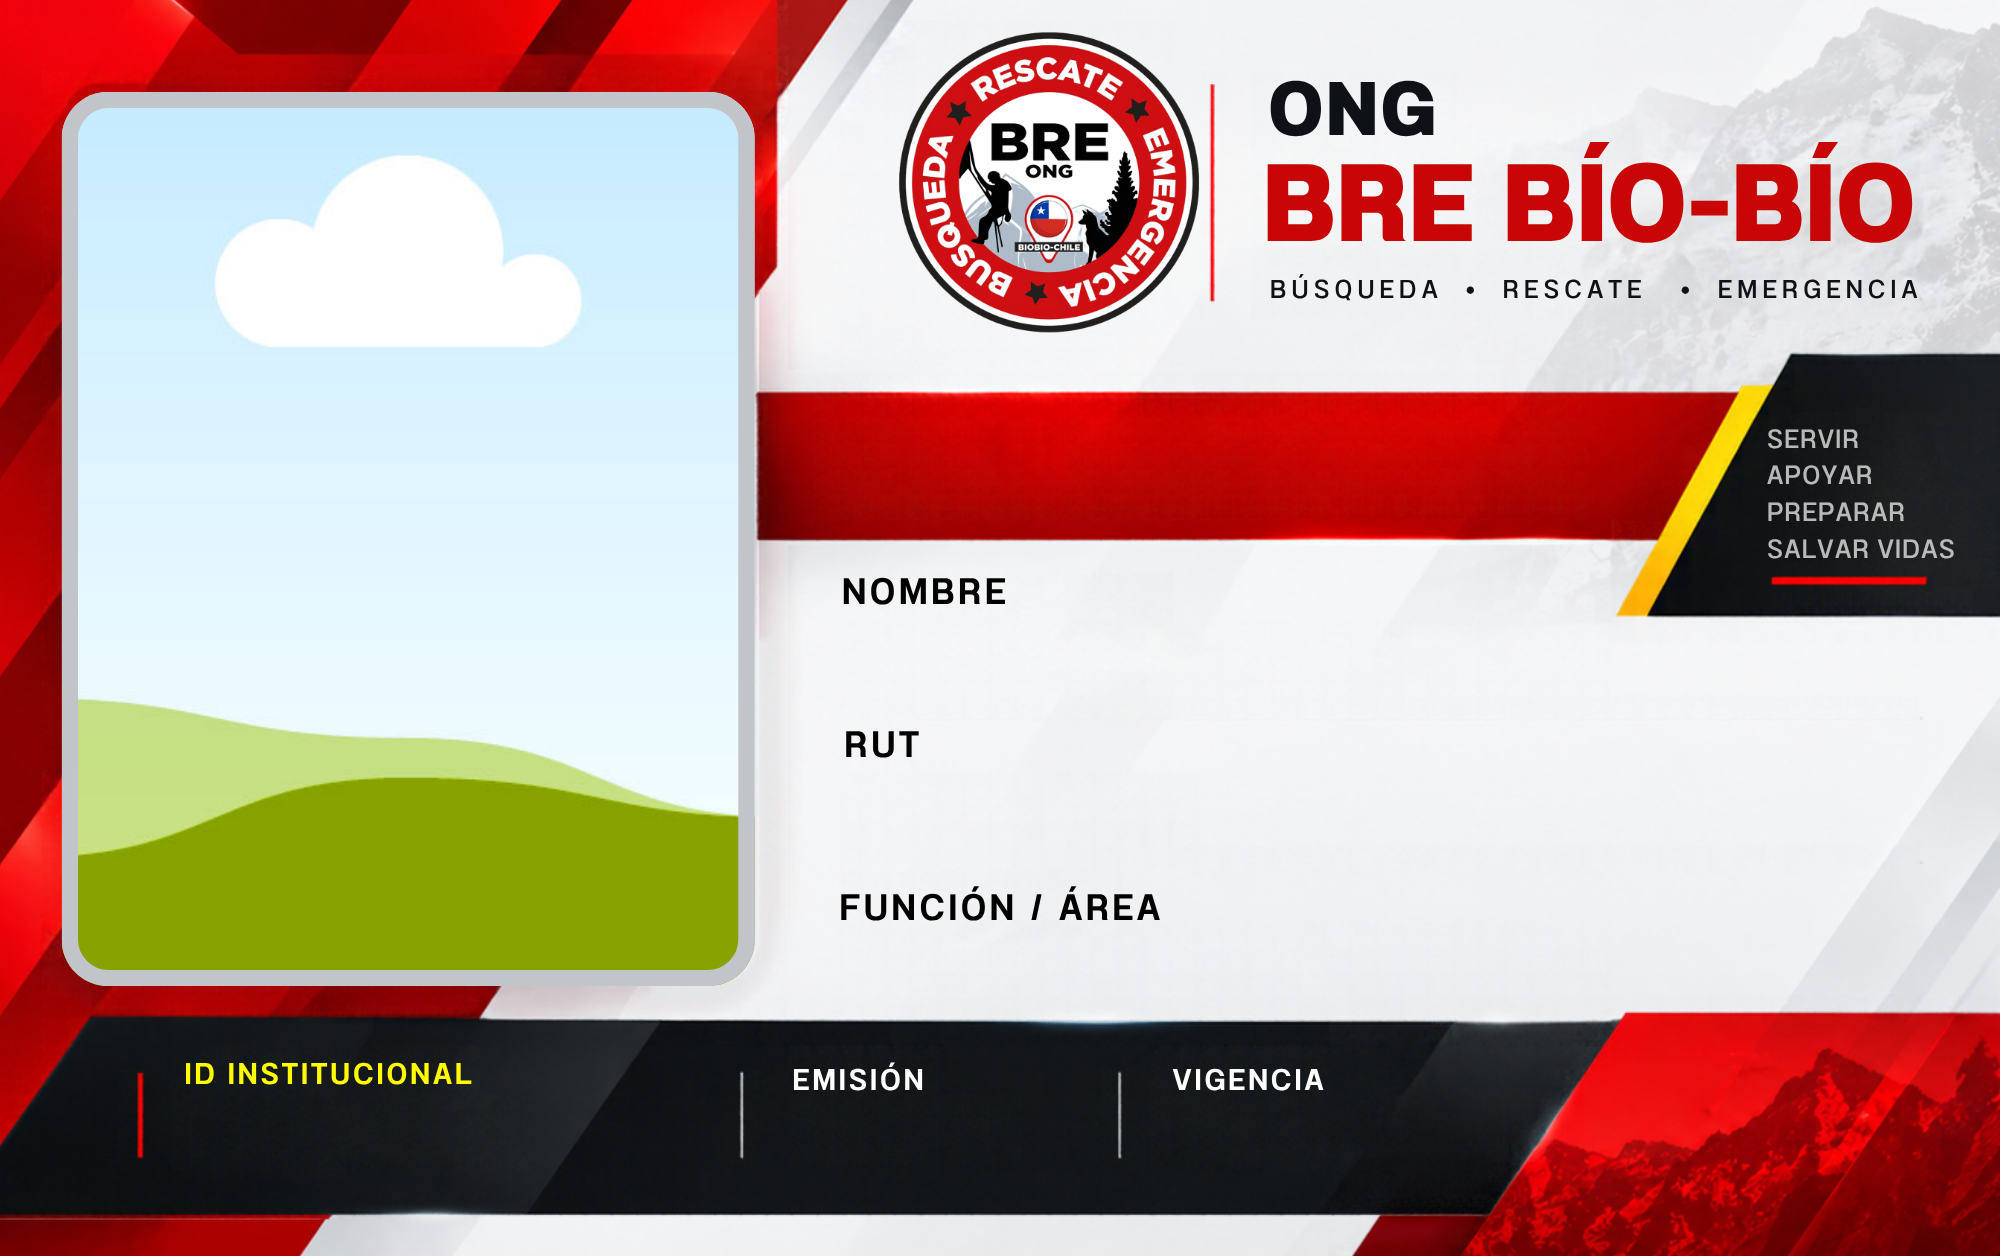 RESCATE
EMERGENCIA
BUSQUEDA
BRE
ONG
BIOBIO-CHILE
ONG
BRE BÍO-BÍO
BÚSQUEDA • RESCATE • EMERGENCIA
SERVIR
APOYAR
PREPARAR
SALVAR VIDAS
NOMBRE
RUT
FUNCIÓN / ÁREA
ID INSTITUCIONAL
EMISIÓN
VIGENCIA